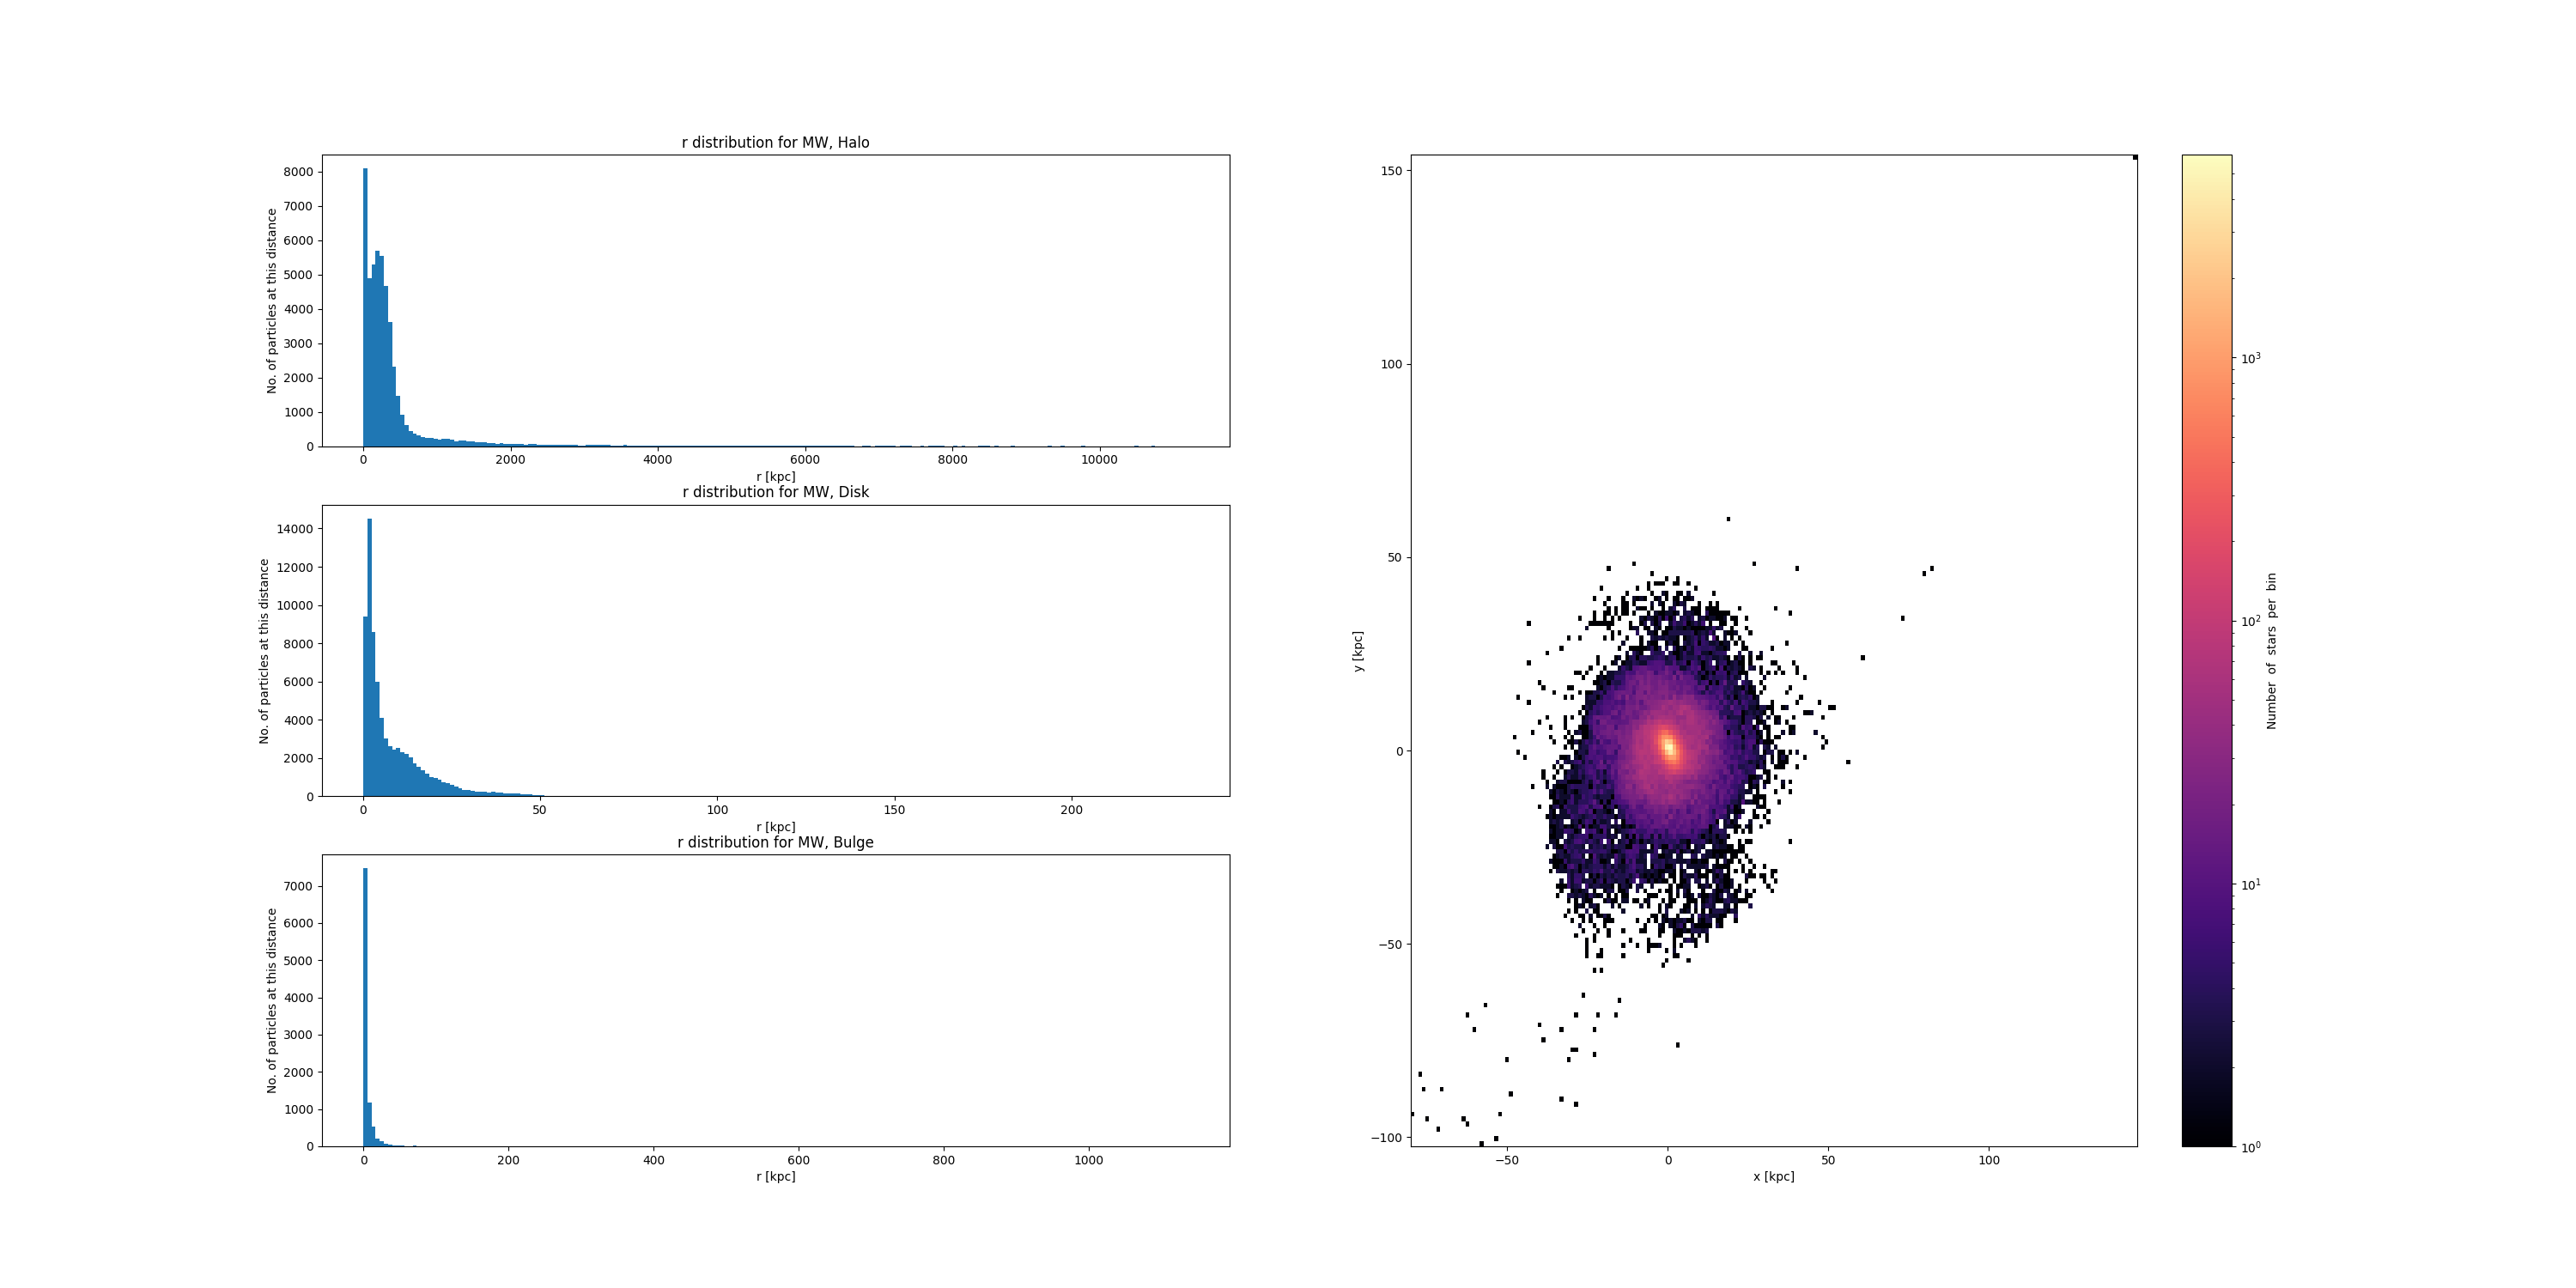 r distribution for MW, Halo
No. of particles at this distance
8000
7000
6000
5000
4000
3000
2000
1000
0
0 2000 4000 6000 8000 10000
r [kpc]
r distribution for MW, Disk
No. of particles at this distance
14000
12000
10000
8000
6000
4000
2000
0
0 50 100 150 200
r [kpc]
r distribution for MW, Bulge
No. of particles at this distance
7000
6000
5000
4000
3000
2000
1000
0
0 200 400 600 800 1000
r [kpc]
y [kpc]
150
100
50
0
−50
−100
−50 0 50 100
x [kpc]
10³
10²
10¹
10⁰
Number of stars per bin